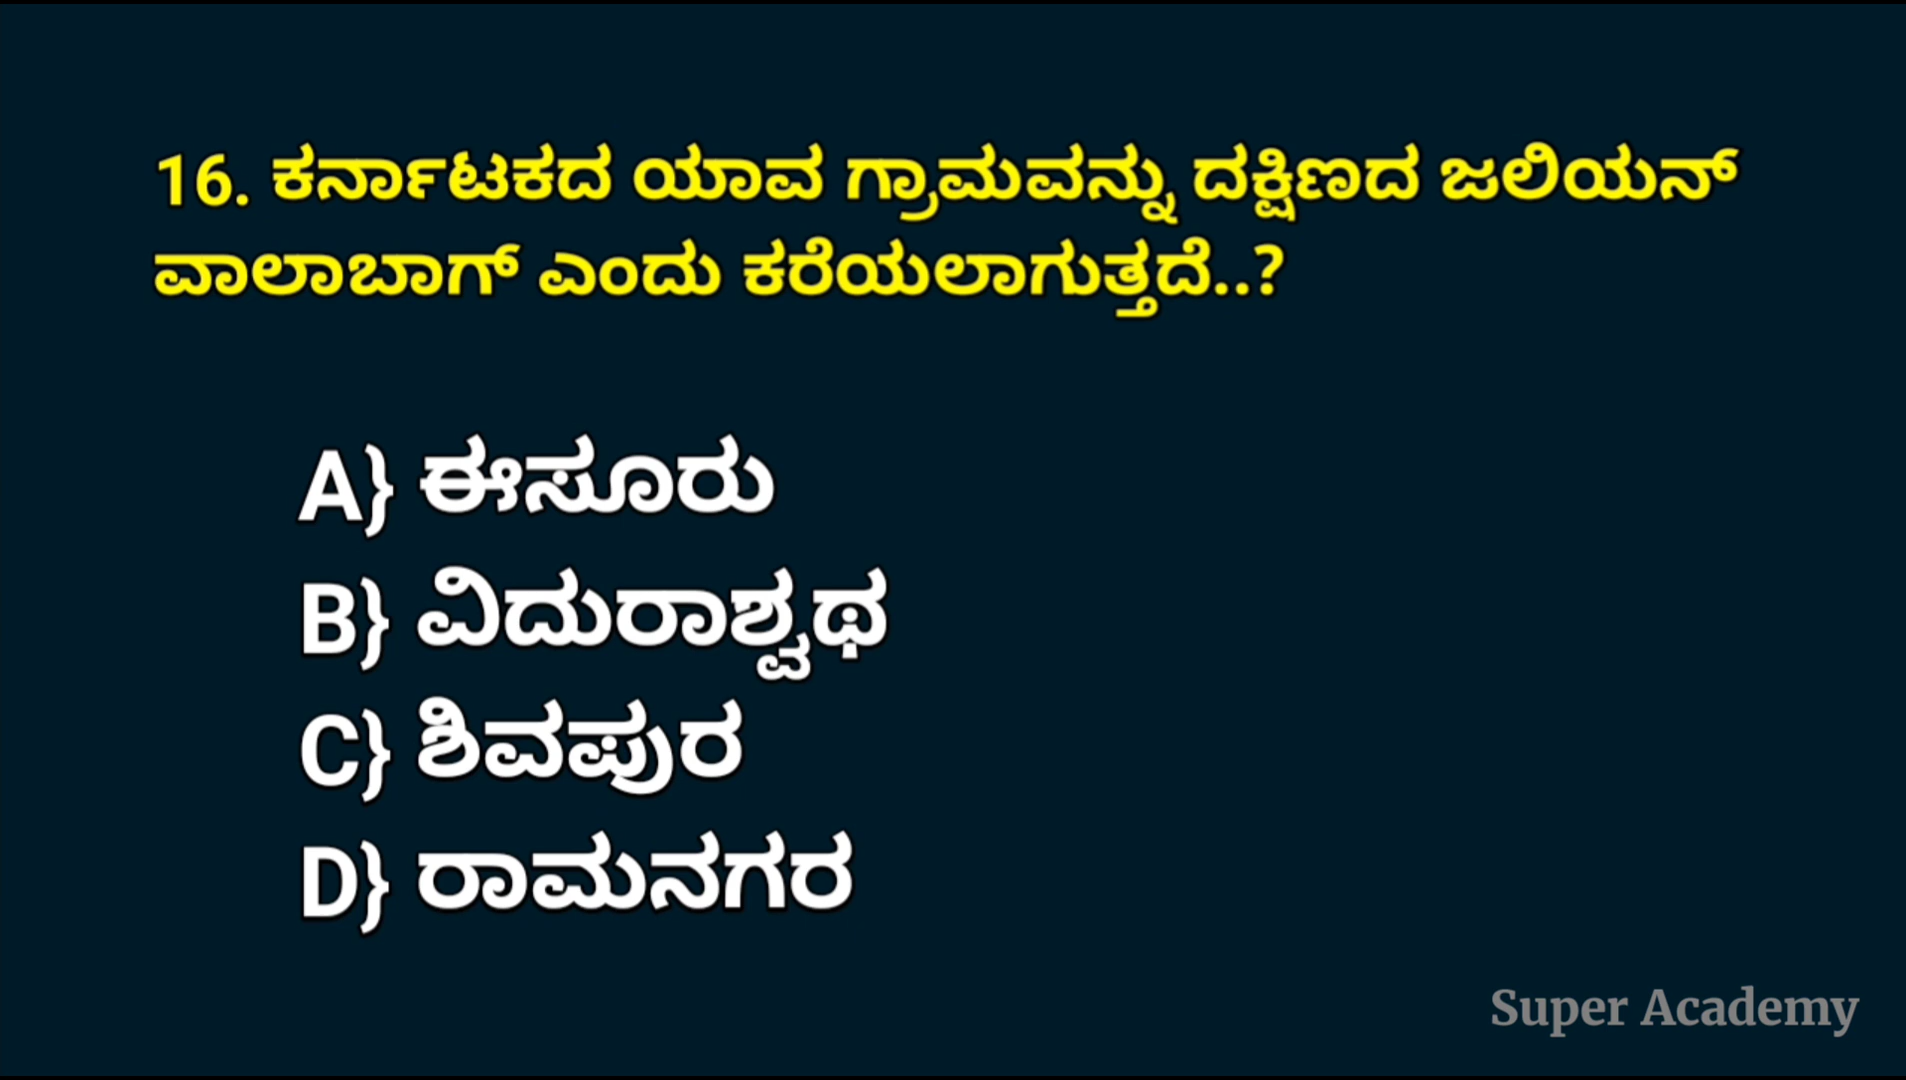 16. ಕರ್ನಾಟಕದ ಯಾವ ಗ್ರಾಮವನ್ನು ದಕ್ಷಿಣದ ಜಲಿಯನ್
ವಾಲಾಬಾಗ್ ಎಂದು ಕರೆಯಲಾಗುತ್ತದೆ..?
A} ಈಸೂರು
B} ವಿದುರಾಶ್ವಥ
C} ಶಿವಪುರ
D} ರಾಮನಗರ
Super Academy